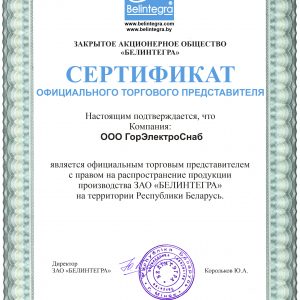 Belintegra
www.belintegra.com
www.belintegra.by
ЗАКРЫТОЕ АКЦИОНЕРНОЕ ОБЩЕСТВО
«БЕЛИНТЕГРА»
СЕРТИФИКАТ
ОФИЦИАЛЬНОГО ТОРГОВОГО ПРЕДСТАВИТЕЛЯ
Настоящим подтверждается, что
Компания:
ООО ГорЭлектроСнаб
является официальным торговым представителем
с правом на распространение продукции
производства ЗАО «БЕЛИНТЕГРА»
на территории Республики Беларусь.
Директор
ЗАО «БЕЛИНТЕГРА»
Корольков Ю.А.